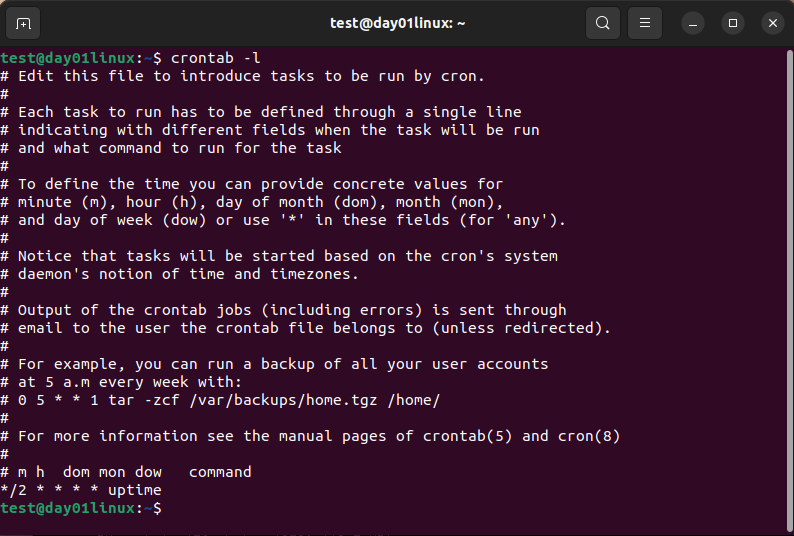 test@day01linux: ~
test@day01linux:~$ crontab -l
# Edit this file to introduce tasks to be run by cron.
#
# Each task to run has to be defined through a single line
# indicating with different fields when the task will be run
# and what command to run for the task
#
# To define the time you can provide concrete values for
# minute (m), hour (h), day of month (dom), month (mon),
# and day of week (dow) or use '*' in these fields (for 'any').
#
# Notice that tasks will be started based on the cron's system
# daemon's notion of time and timezones.
#
# Output of the crontab jobs (including errors) is sent through
# email to the user the crontab file belongs to (unless redirected).
#
# For example, you can run a backup of all your user accounts
# at 5 a.m every week with:
# 0 5 * * 1 tar -zcf /var/backups/home.tgz /home/
#
# For more information see the manual pages of crontab(5) and cron(8)
#
# m h  dom mon dow   command
*/2 * * * * uptime
test@day01linux:~$